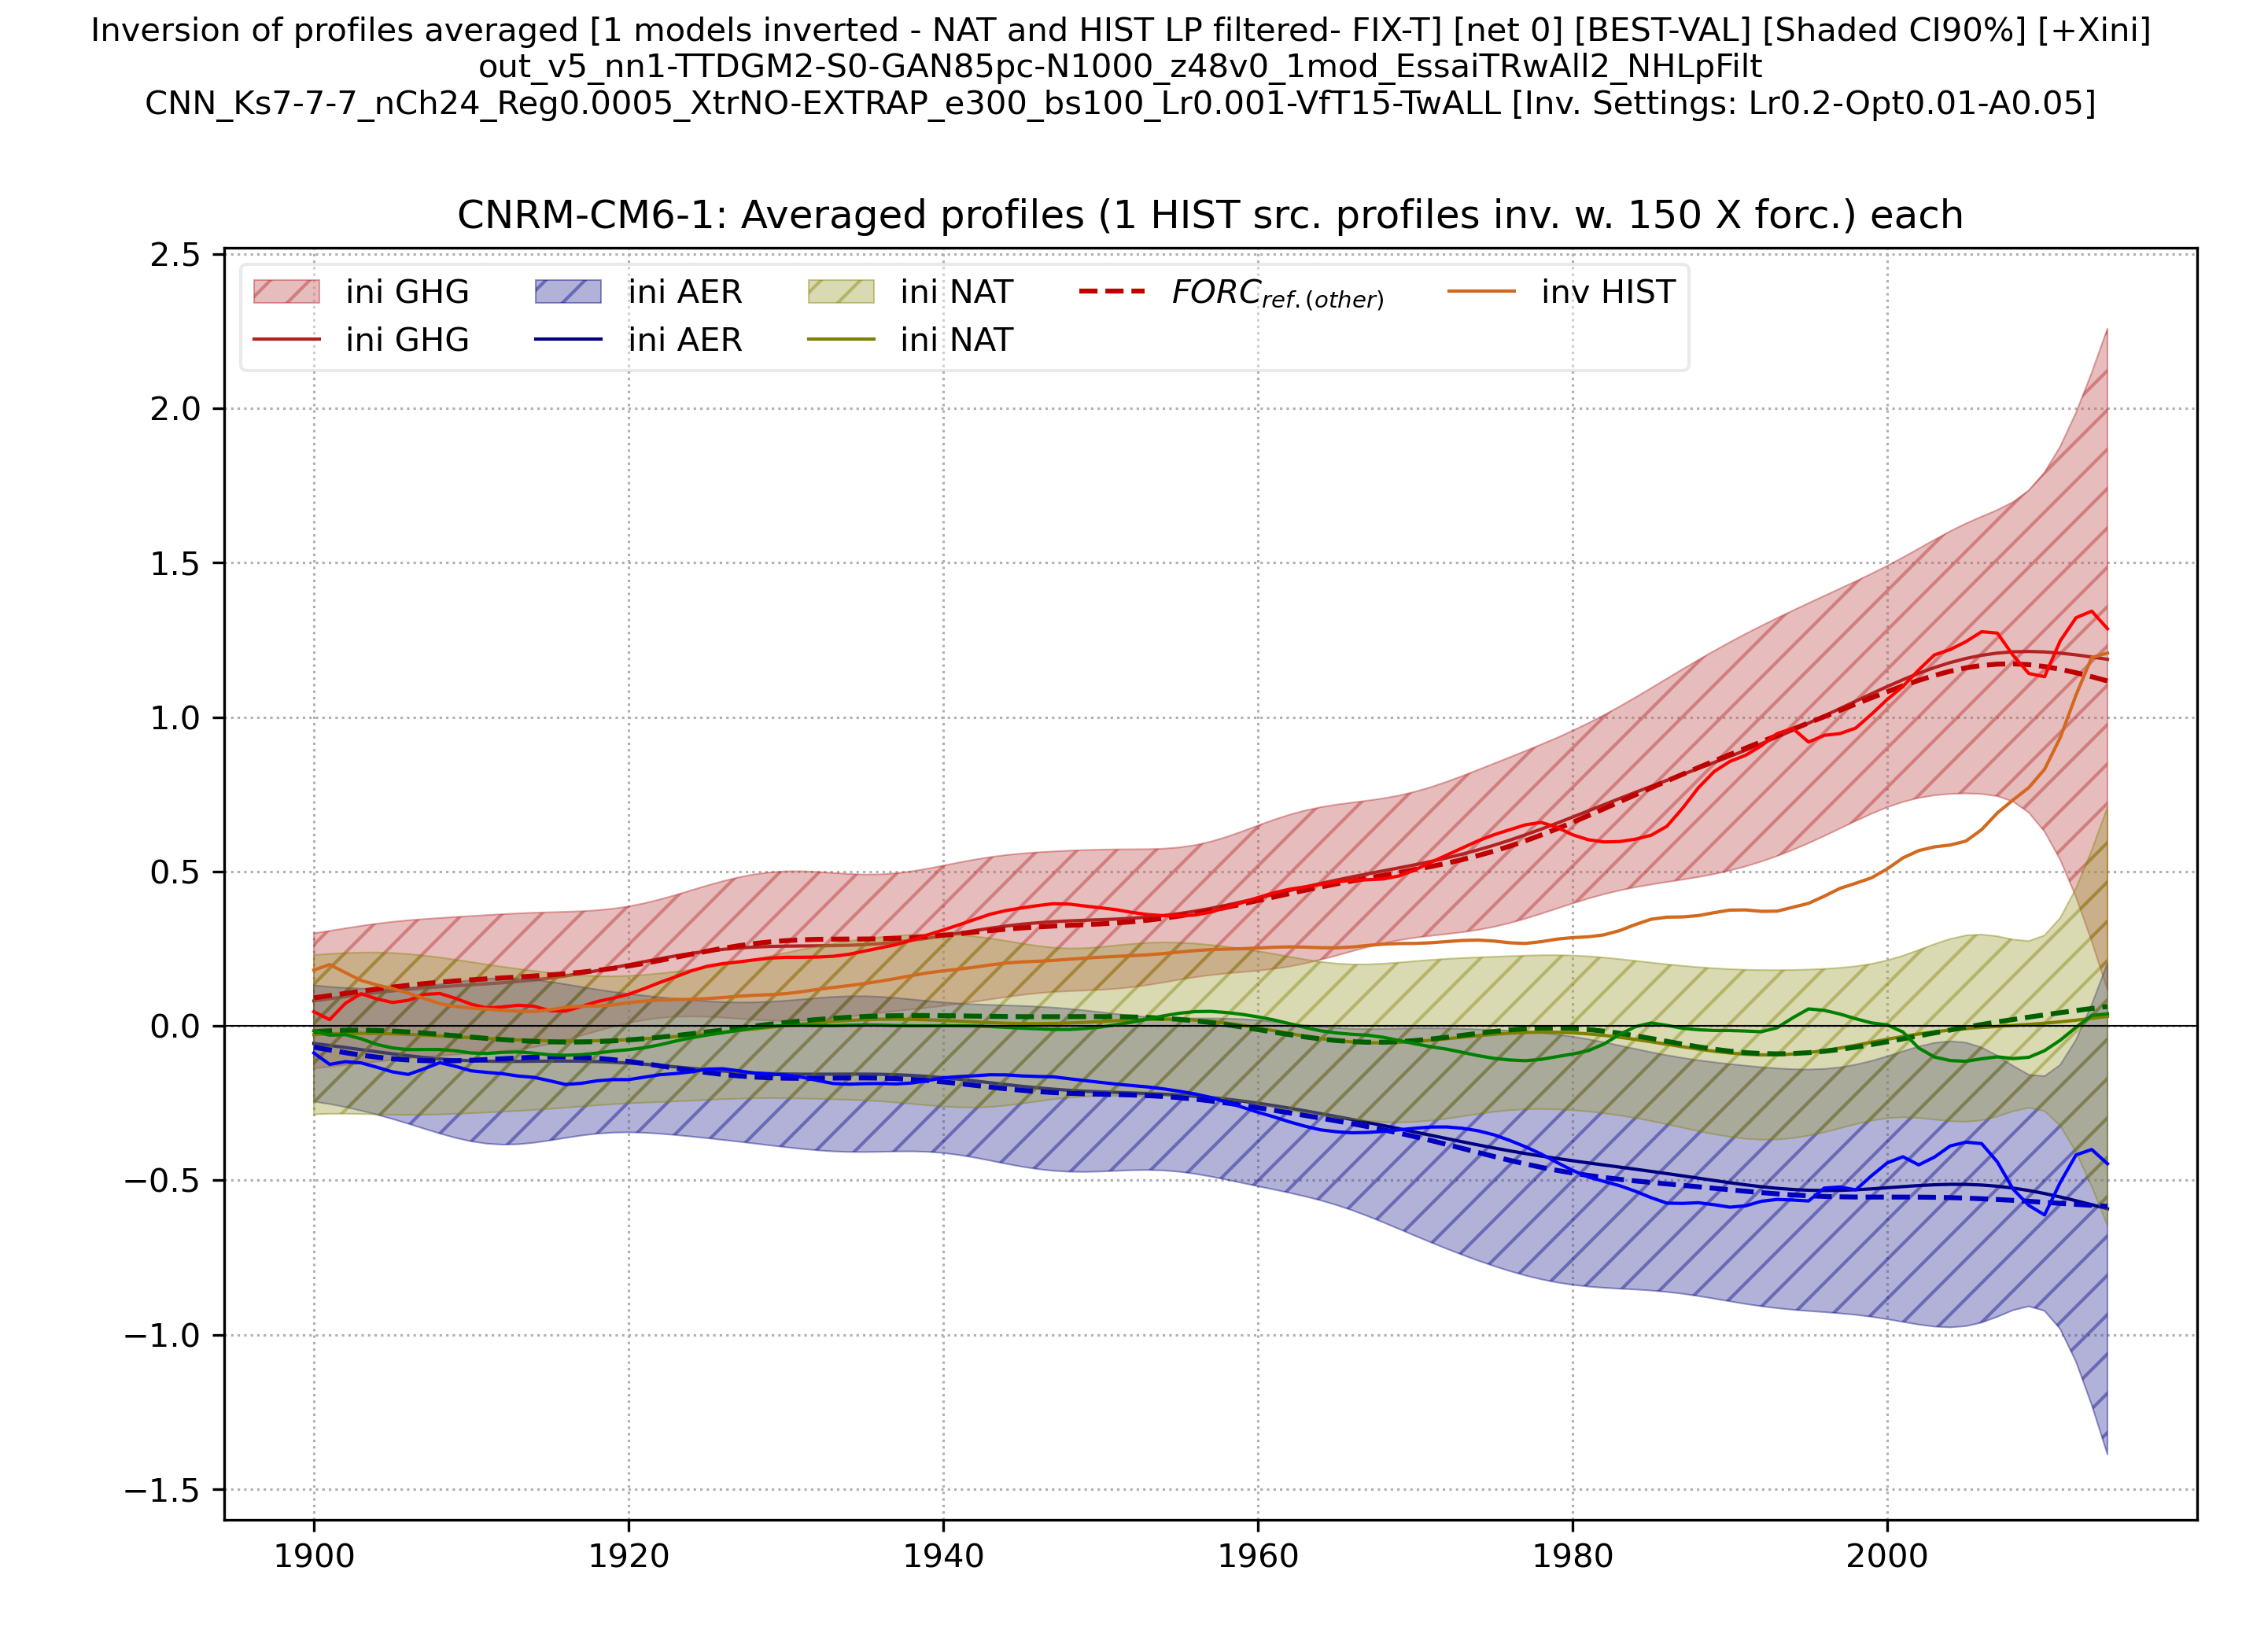 Inversion of profiles averaged [1 models inverted - NAT and HIST LP filtered- FIX-T] [net 0] [BEST-VAL] [Shaded CI90%] [+Xini]
out_v5_nn1-TTDGM2-S0-GAN85pc-N1000_z48v0_1mod_EssaiTRwAll2_NHLpFilt
CNN_Ks7-7-7_nCh24_Reg0.0005_XtrNO-EXTRAP_e300_bs100_Lr0.001-VfT15-TwALL [Inv. Settings: Lr0.2-Opt0.01-A0.05]
CNRM-CM6-1: Averaged profiles (1 HIST src. profiles inv. w. 150 X forc.) each
ini GHG ini AER ini NAT FORCref.(other) inv HIST
ini GHG ini AER ini NAT
2.5
2.0
1.5
1.0
0.5
0.0
−0.5
−1.0
−1.5
1900 1920 1940 1960 1980 2000